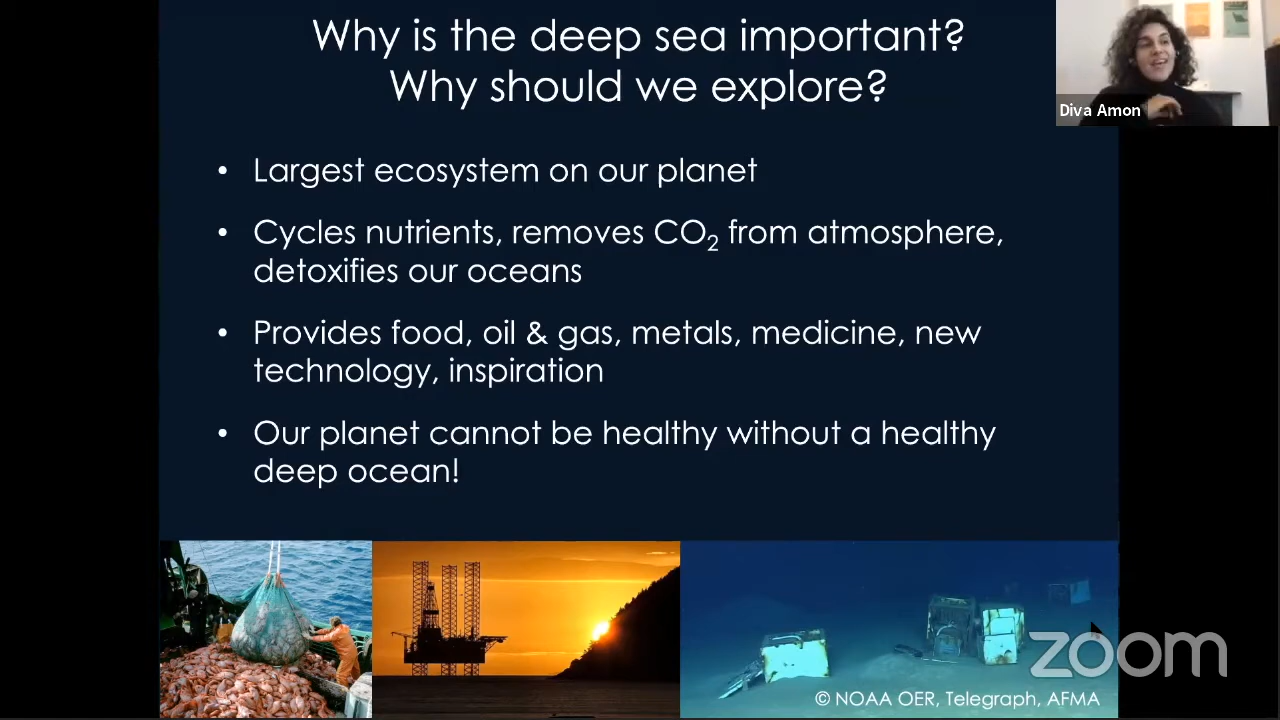 Why is the deep sea important?
Why should we explore?
Diva Amon
• Largest ecosystem on our planet
• Cycles nutrients, removes CO₂ from atmosphere,
detoxifies our oceans
• Provides food, oil & gas, metals, medicine, new
technology, inspiration
• Our planet cannot be healthy without a healthy
deep ocean!
zoom
© NOAA OER, Telegraph, AFMA